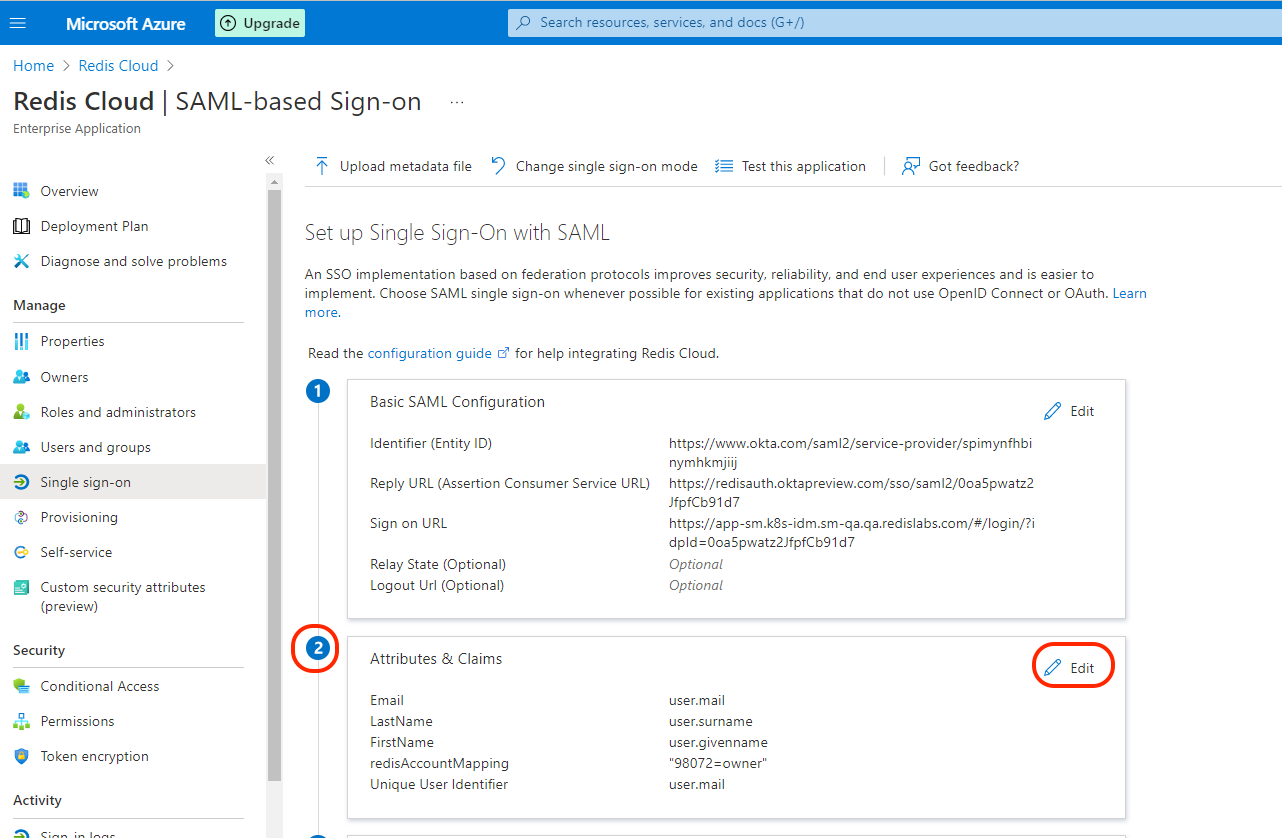 Microsoft Azure
Upgrade
Search resources, services, and docs (G+/)
Home > Redis Cloud >
Redis Cloud | SAML-based Sign-on ...
Enterprise Application
«
Overview
Deployment Plan
Diagnose and solve problems
Manage
Properties
Owners
Roles and administrators
Users and groups
Single sign-on
Provisioning
Self-service
Custom security attributes
(preview)
Security
Conditional Access
Permissions
Token encryption
Activity
Sign-in logs
Upload metadata file
Change single sign-on mode
Test this application
Got feedback?
Set up Single Sign-On with SAML
An SSO implementation based on federation protocols improves security, reliability, and end user experiences and is easier to
implement. Choose SAML single sign-on whenever possible for existing applications that do not use OpenID Connect or OAuth. Learn
more.
Read the configuration guide for help integrating Redis Cloud.
1
Basic SAML Configuration
Edit
Identifier (Entity ID) https://www.okta.com/saml2/service-provider/spimynfhbi
nymhkmjiij
Reply URL (Assertion Consumer Service URL) https://redisauth.oktapreview.com/sso/saml2/0oa5pwatz2
JfpfCb91d7
Sign on URL https://app-sm.k8s-idm.sm-qa.qa.redislabs.com/#/login/?i
dpId=0oa5pwatz2JfpfCb91d7
Relay State (Optional) Optional
Logout Url (Optional) Optional
2
Attributes & Claims
Edit
Email user.mail
LastName user.surname
FirstName user.givenname
redisAccountMapping "98072=owner"
Unique User Identifier user.mail